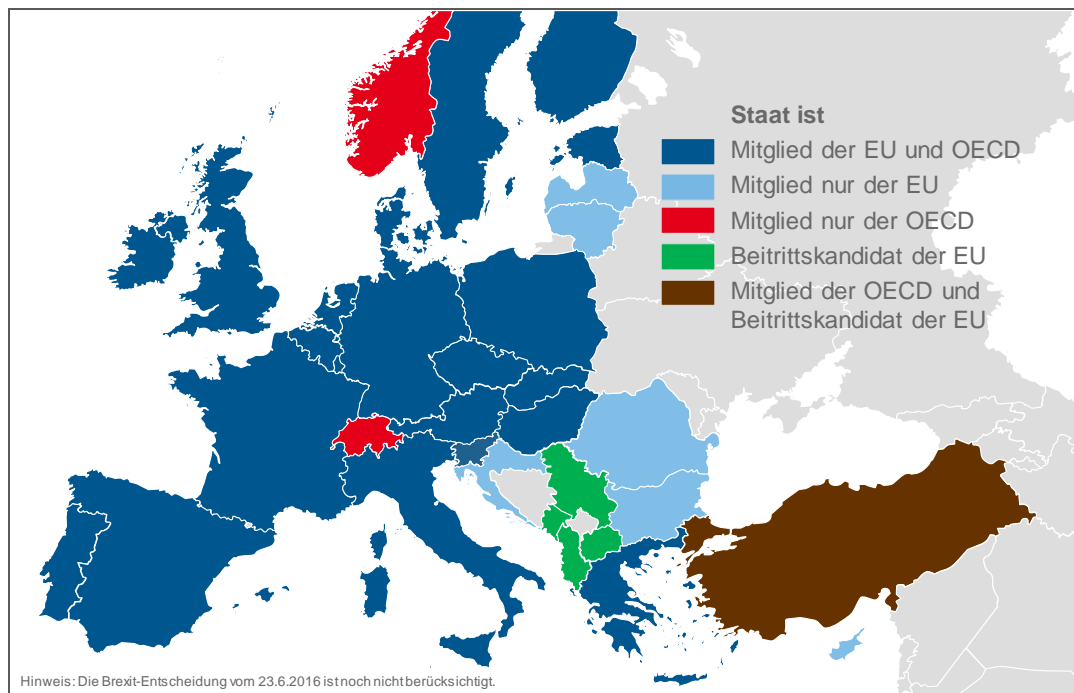 Staat ist
Mitglied der EU und OECD
Mitglied nur der EU
Mitglied nur der OECD
Beitrittskandidat der EU
Mitglied der OECD und
Beitrittskandidat der EU
Hinweis: Die Brexit-Entscheidung vom 23.6.2016 ist noch nicht berücksichtigt.